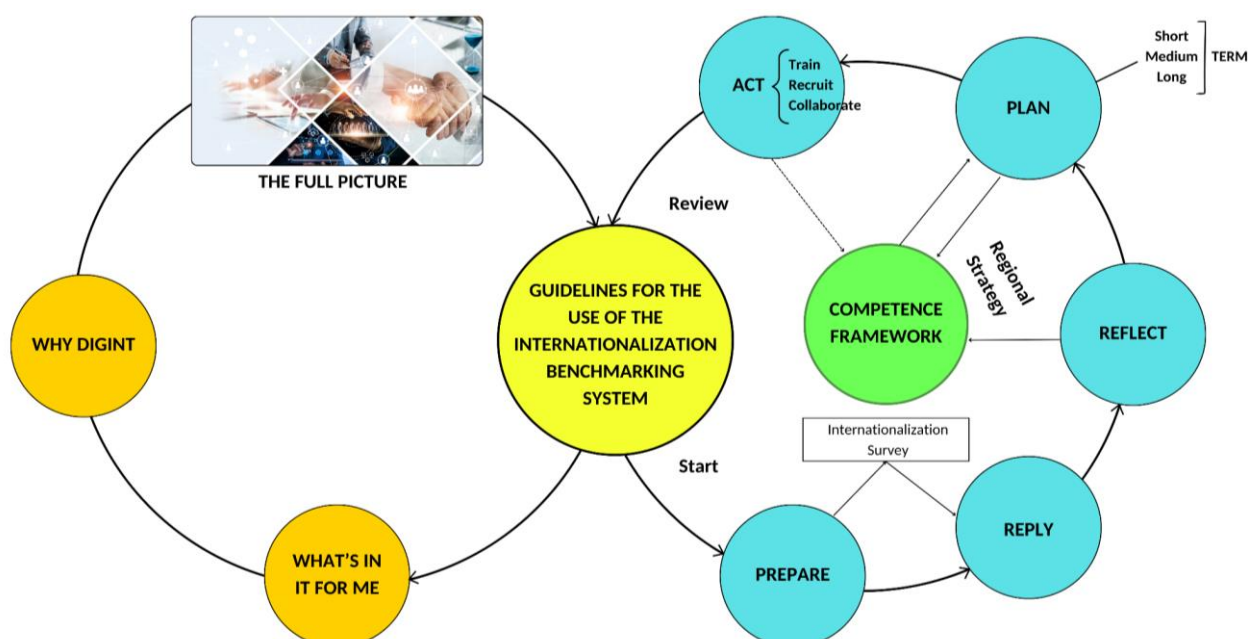 THE FULL PICTURE
WHY DIGINT
WHAT'S IN
IT FOR ME
GUIDELINES FOR THE
USE OF THE
INTERNATIONALIZATION
BENCHMARKING
SYSTEM
Review
Start
ACT
Train
Recruit
Collaborate
PLAN
Short
Medium
Long
TERM
COMPETENCE
FRAMEWORK
Regional
Strategy
REFLECT
Internationalization
Survey
REPLY
PREPARE